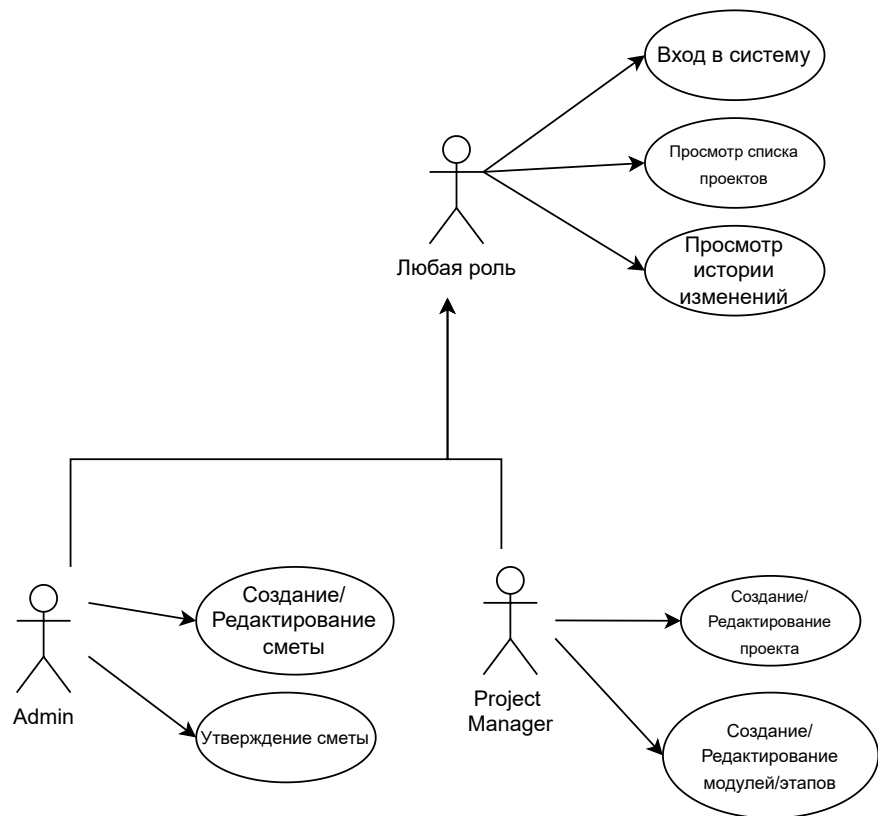 Вход в систему
Просмотр списка
проектов
Просмотр
истории
изменений
Любая роль
Создание/
Редактирование
сметы
Утверждение сметы
Admin
Project
Manager
Создание/
Редактирование
проекта
Создание/
Редактирование
модулей/этапов